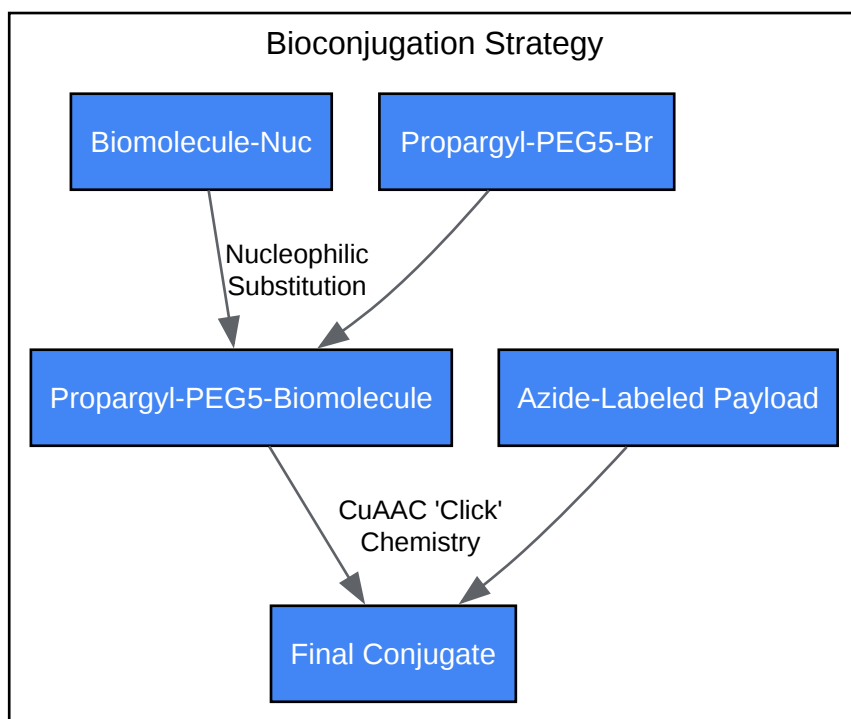 Bioconjugation Strategy
Biomolecule-Nuc
Propargyl-PEG5-Br
Nucleophilic
Substitution
Propargyl-PEG5-Biomolecule
Azide-Labeled Payload
CuAAC 'Click'
Chemistry
Final Conjugate